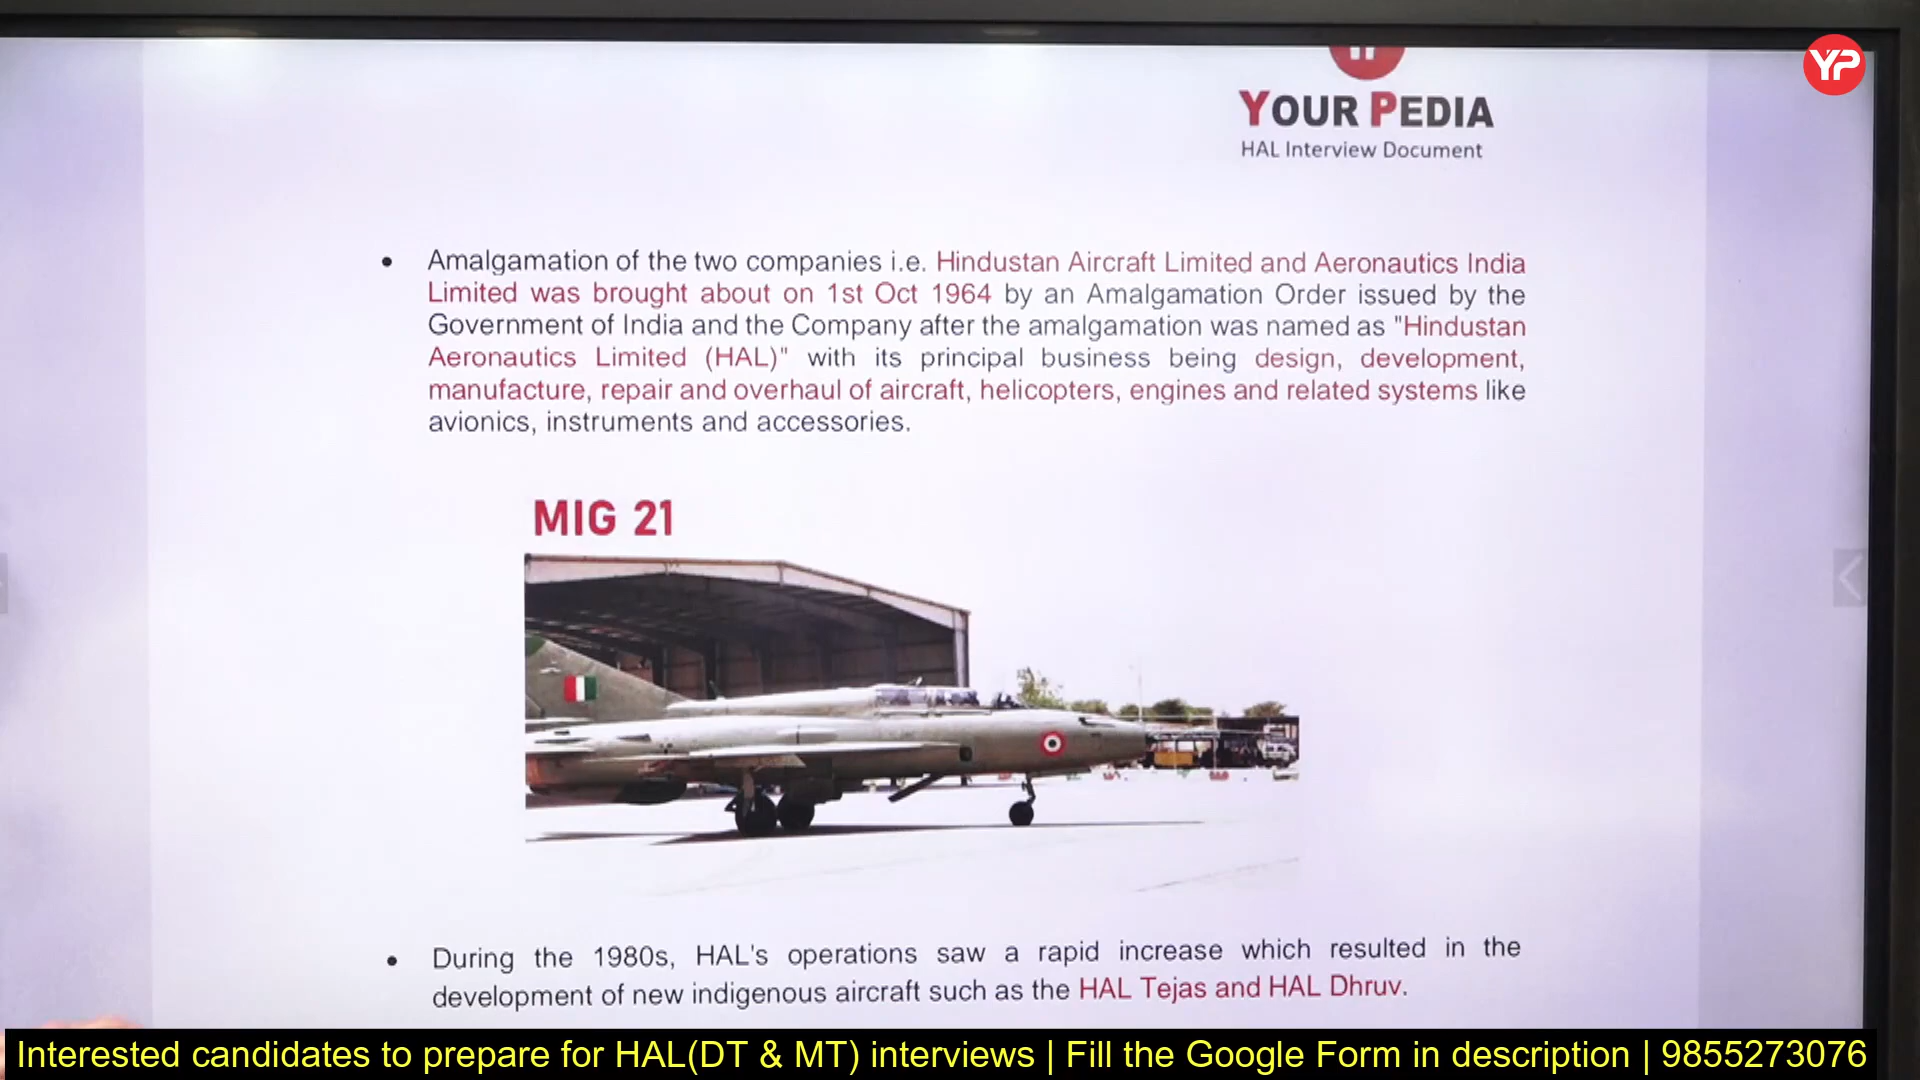 YP
YOUR PEDIA
HAL Interview Document
• Amalgamation of the two companies i.e. Hindustan Aircraft Limited and Aeronautics India
Limited was brought about on 1st Oct 1964 by an Amalgamation Order issued by the
Government of India and the Company after the amalgamation was named as "Hindustan
Aeronautics Limited (HAL)" with its principal business being design, development,
manufacture, repair and overhaul of aircraft, helicopters, engines and related systems like
avionics, instruments and accessories.
MIG 21
• During the 1980s, HAL's operations saw a rapid increase which resulted in the
development of new indigenous aircraft such as the HAL Tejas and HAL Dhruv.
Interested candidates to prepare for HAL(DT & MT) interviews | Fill the Google Form in description | 9855273076